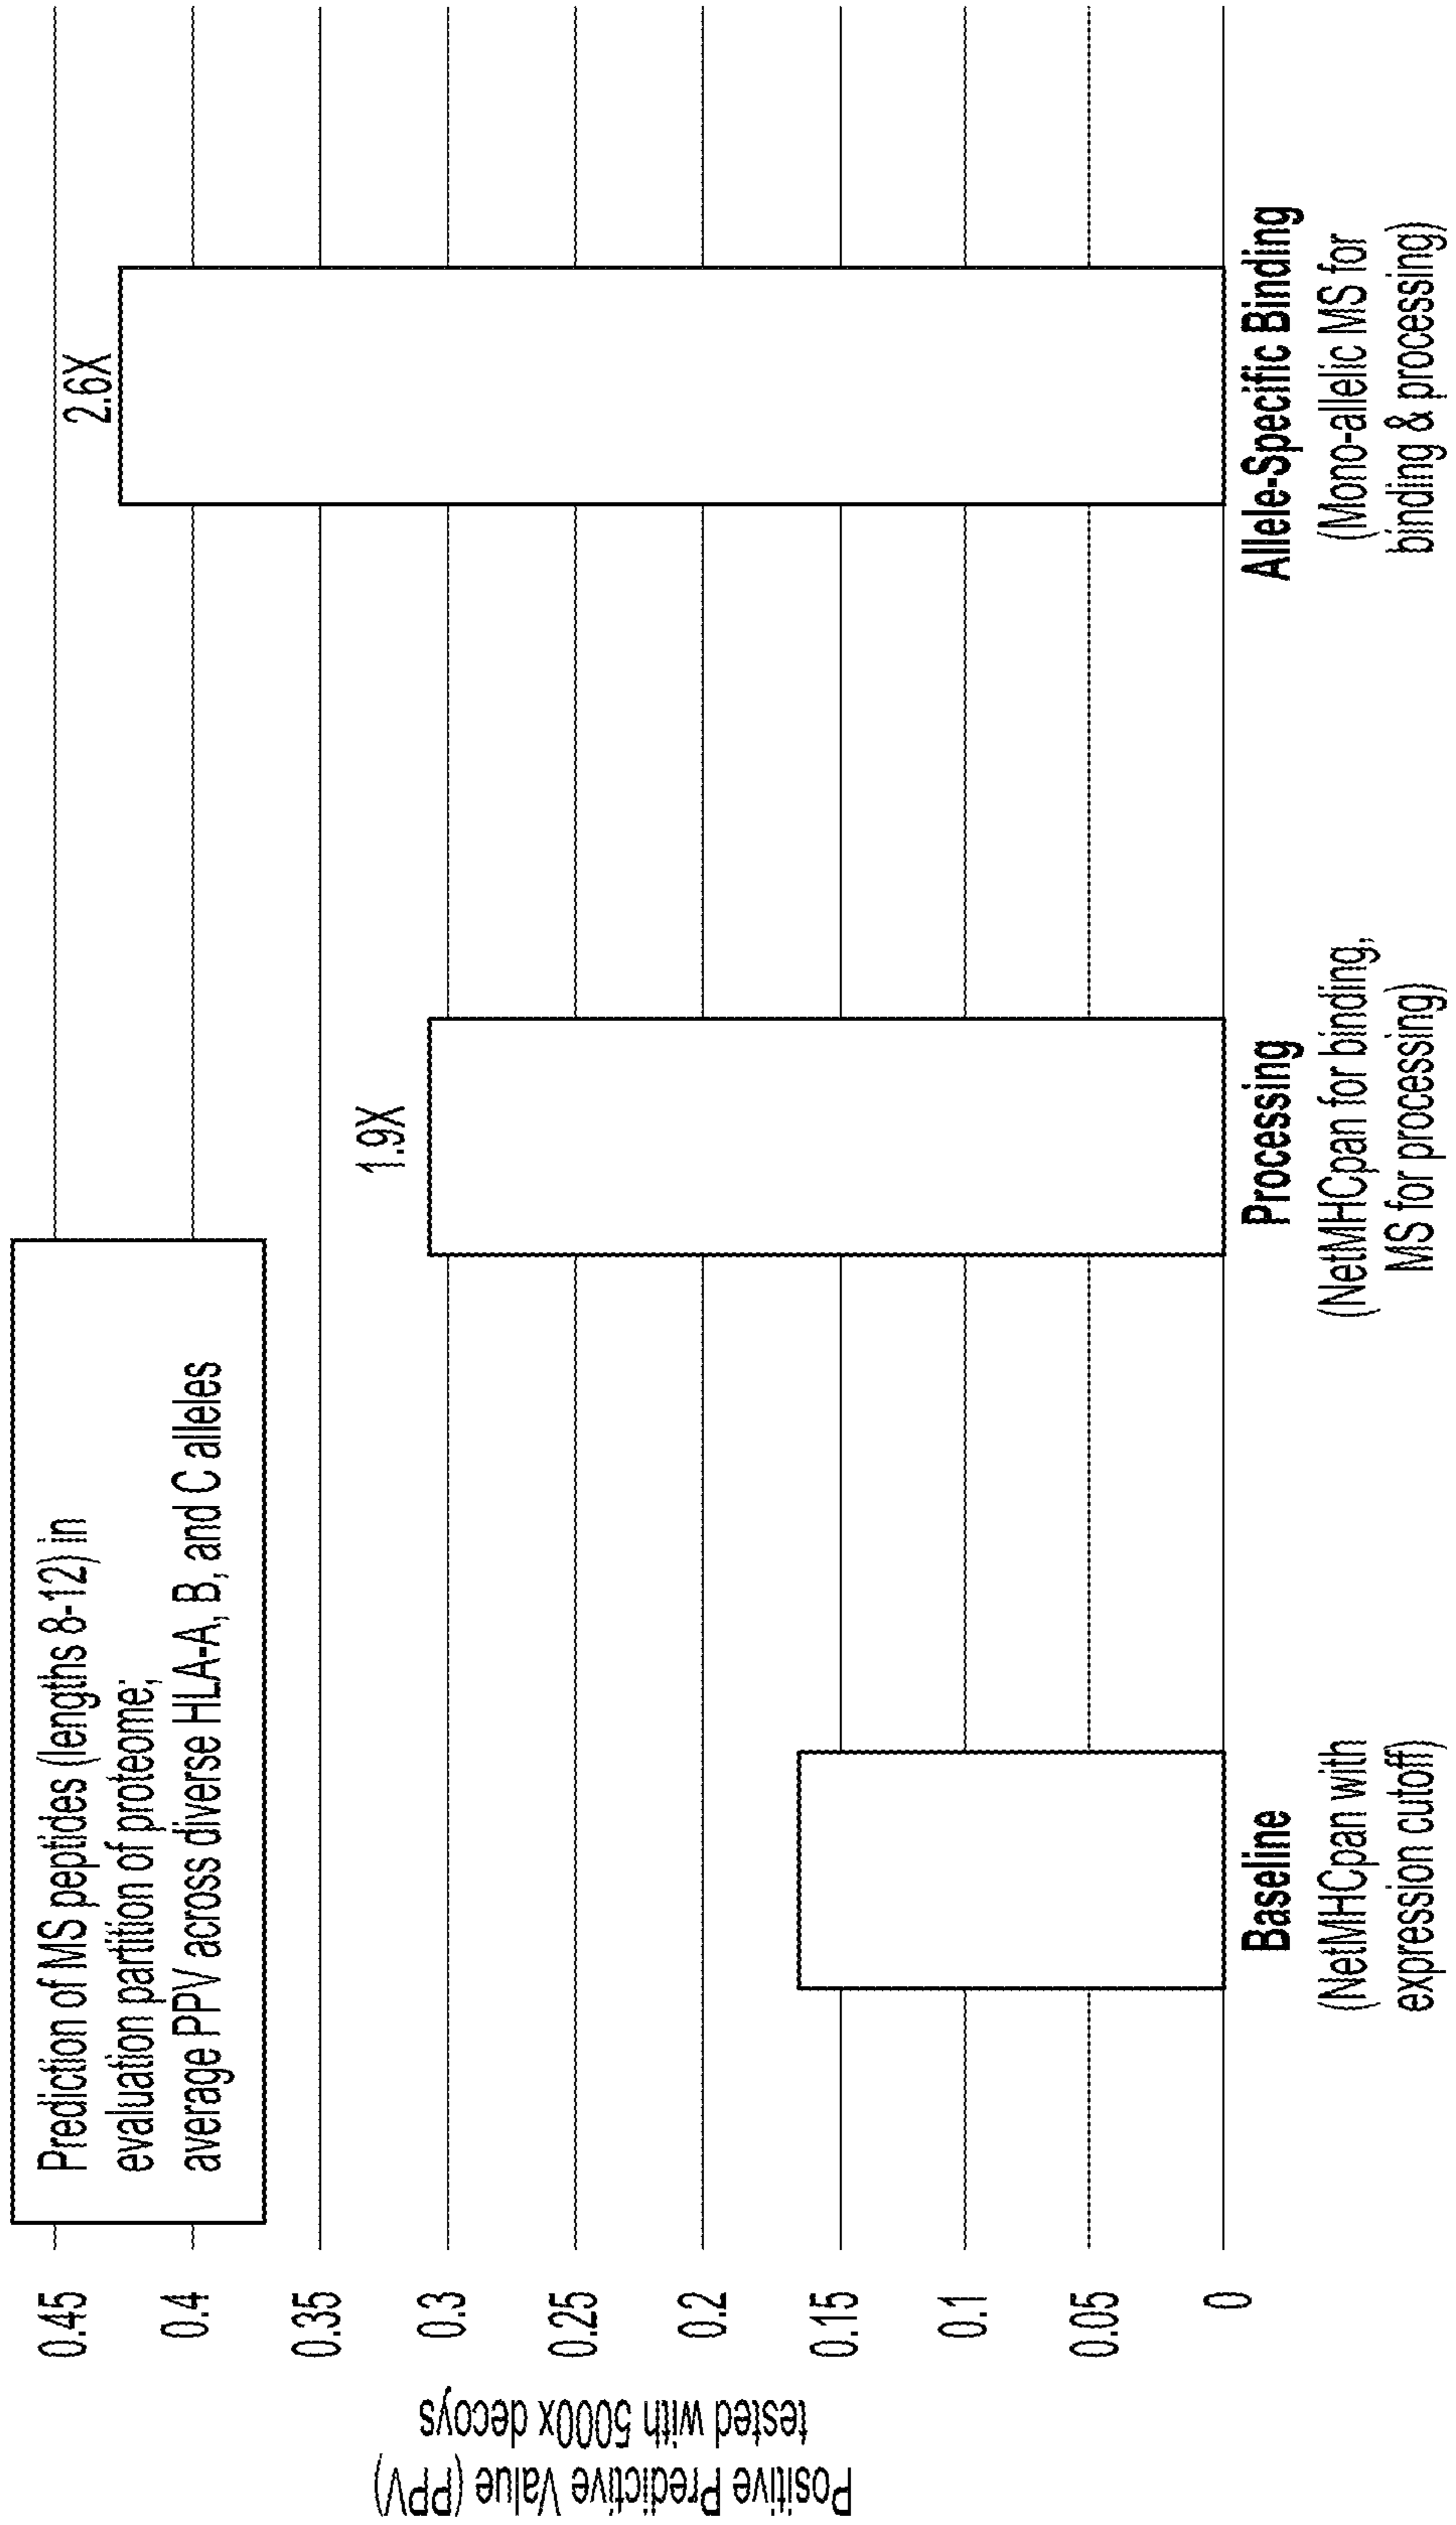 Positive Predictive Value (PPV)
tested with 5000x decoys
0.45
0.4
0.35
0.3
0.25
0.2
0.15
0.1
0.05
0
Prediction of MS peptides (lengths 8-12) in
evaluation partition of proteome;
average PPV across diverse HLA-A, B, and C alleles
1.9X
2.6X
Baseline
(NetMHCpan with
expression cutoff)
Processing
(NetMHCpan for binding,
MS for processing)
Allele-Specific Binding
(Mono-allelic MS for
binding & processing)